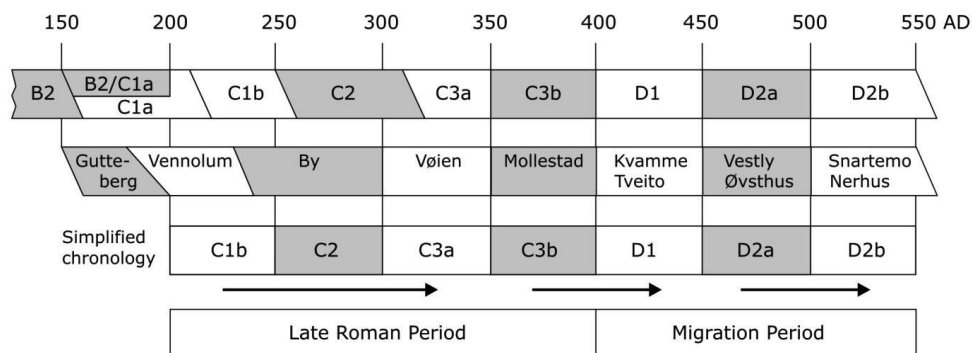 150 200 250 300 350 400 450 500 550 AD
B2/C1a
B2 C1b C2 C3a C3b D1 D2a D2b
C1a
Gutte- Vennolum By Vøien Mollestad Kvamme Vestly Snartemo
berg Tveito Øvsthus Nerhus
Simplified
chronology C1b C2 C3a C3b D1 D2a D2b
Late Roman Period Migration Period